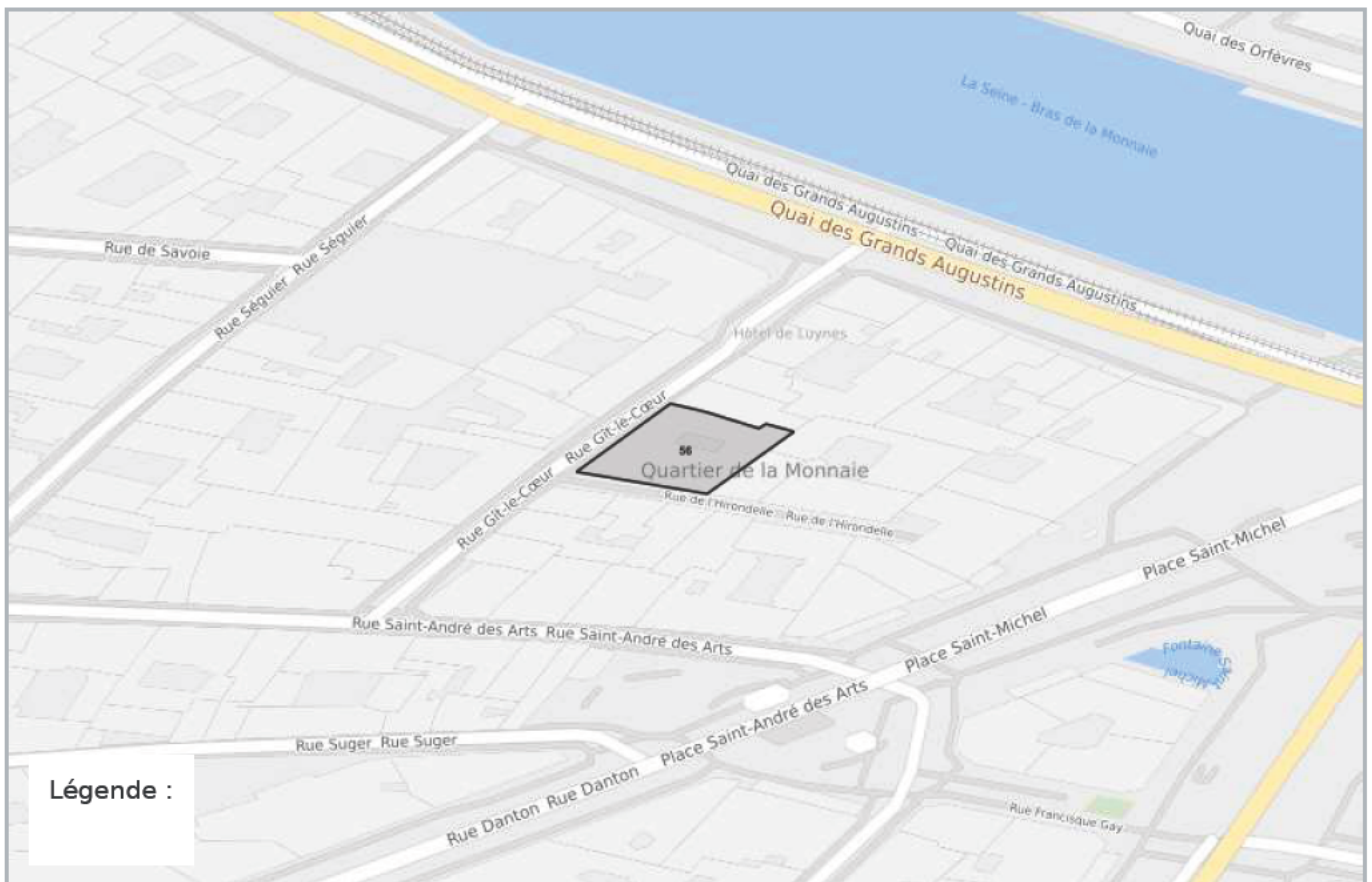 Quai des Orfèvres
La Seine - Bras de la Monnaie
Quai des Grands Augustins
Quai des Grands Augustins
Quai des Grands Augustins
Rue de Savoie
Rue Séguier
Rue Séguier
Hôtel de Luynes
Rue Gît-le-Cœur
Rue Gît-le-Cœur
56
Quartier de la Monnaie
Rue de l'Hirondelle
Rue de l'Hirondelle
Place Saint-Michel
Place Saint-Michel
Rue Saint-André des Arts
Rue Saint-André des Arts
Fontaine Saint-Michel
Place Saint-André des Arts
Rue Suger
Rue Suger
Légende :
Rue Danton
Rue Danton
Rue Francisque Gay